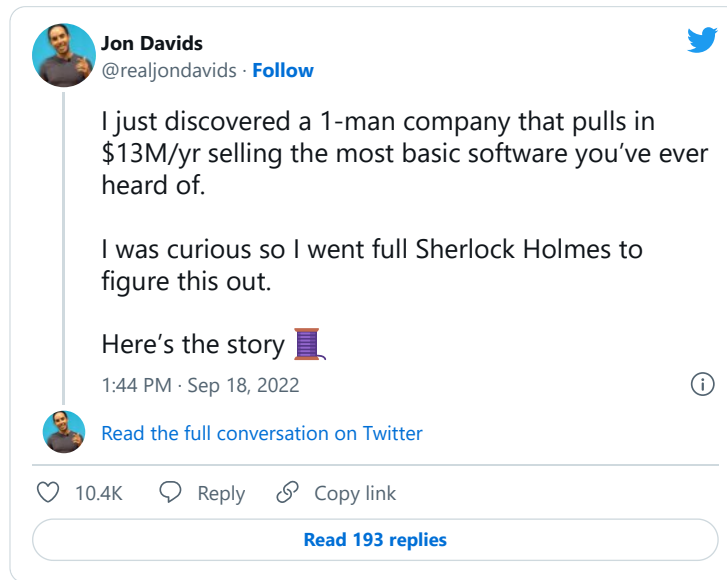 Jon Davids
@realjondavids · Follow
I just discovered a 1-man company that pulls in
$13M/yr selling the most basic software you’ve ever
heard of.
I was curious so I went full Sherlock Holmes to
figure this out.
Here’s the story 🧵
1:44 PM · Sep 18, 2022
Read the full conversation on Twitter
10.4K Reply Copy link
Read 193 replies